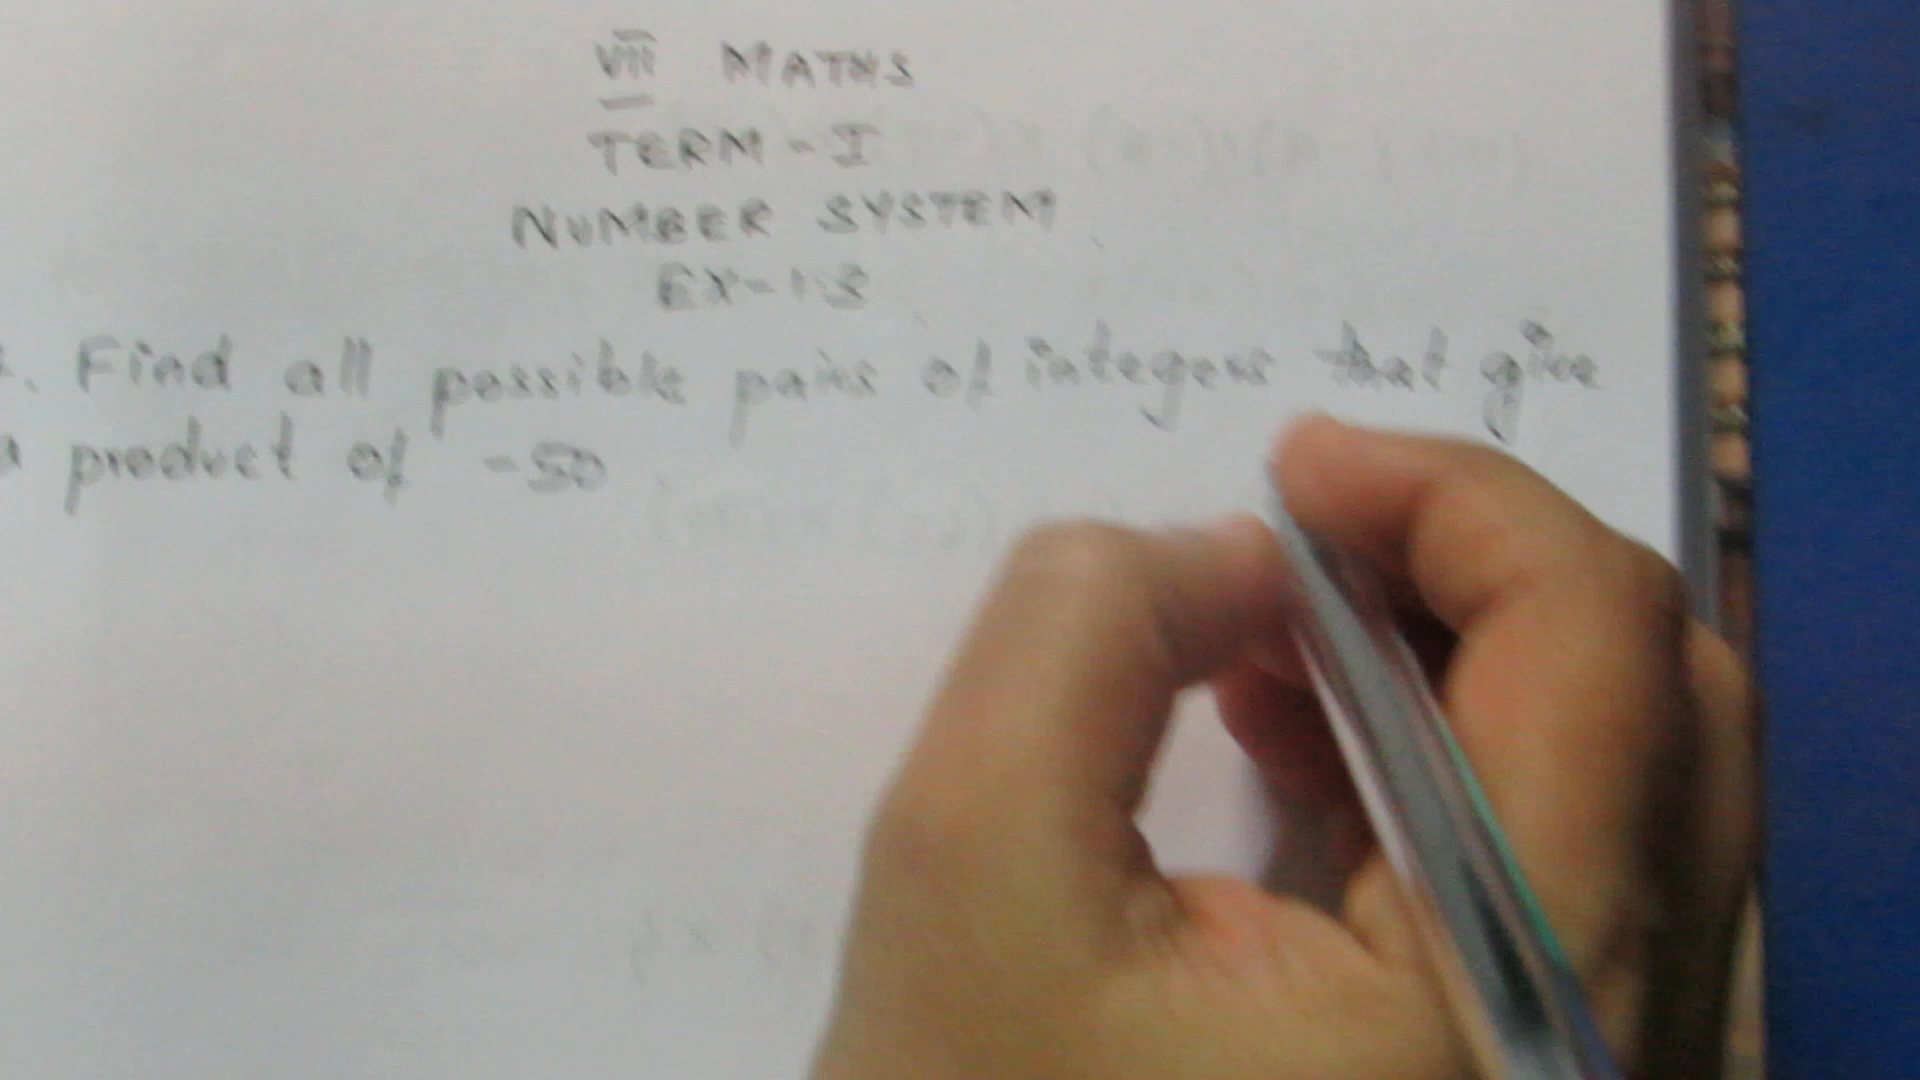 VII MATHS
TERM - I
NUMBER SYSTEM
EX-1.3
. Find all possible pairs of integers that give
a product of -50